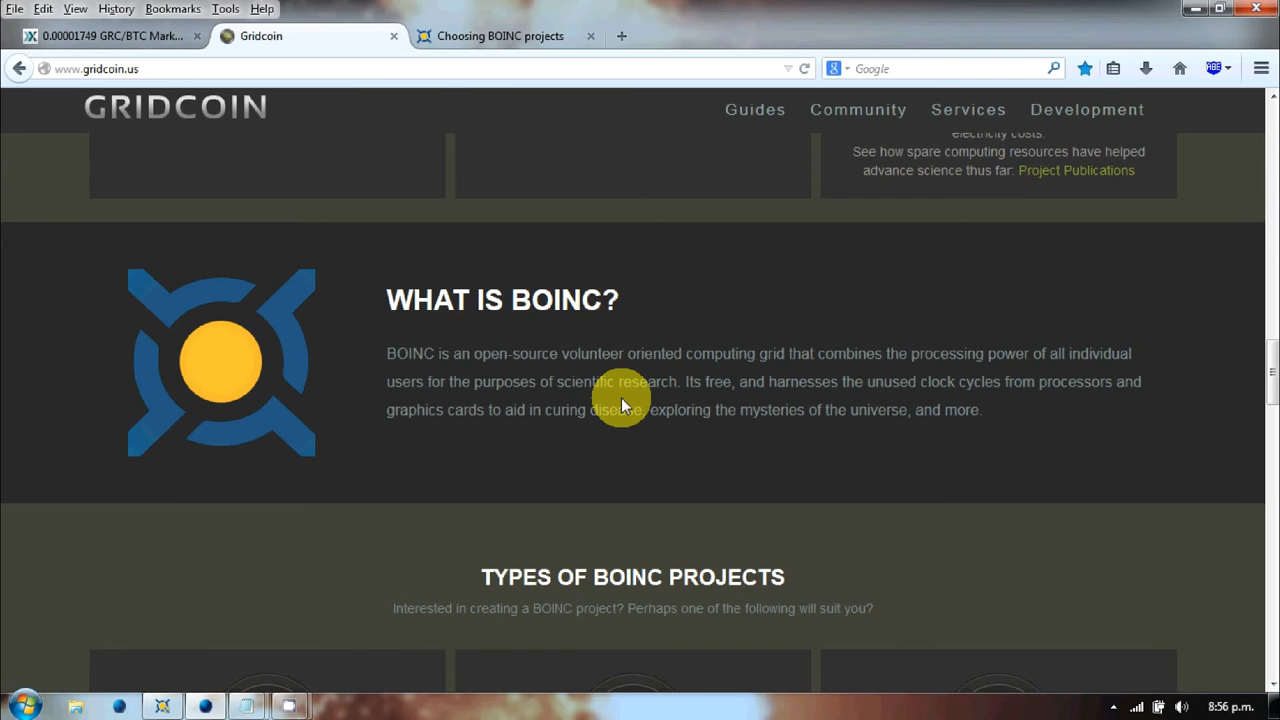 File Edit View History Bookmarks Tools Help
0.00001749 GRC/BTC Mark...
Gridcoin
Choosing BOINC projects
www.gridcoin.us
Google
GRIDCOIN
Guides Community Services Development
electricity costs.
See how spare computing resources have helped
advance science thus far: Project Publications
WHAT IS BOINC?
BOINC is an open-source volunteer oriented computing grid that combines the processing power of all individual
users for the purposes of scientific research. Its free, and harnesses the unused clock cycles from processors and
graphics cards to aid in curing disease, exploring the mysteries of the universe, and more.
TYPES OF BOINC PROJECTS
Interested in creating a BOINC project? Perhaps one of the following will suit you?
8:56 p.m.